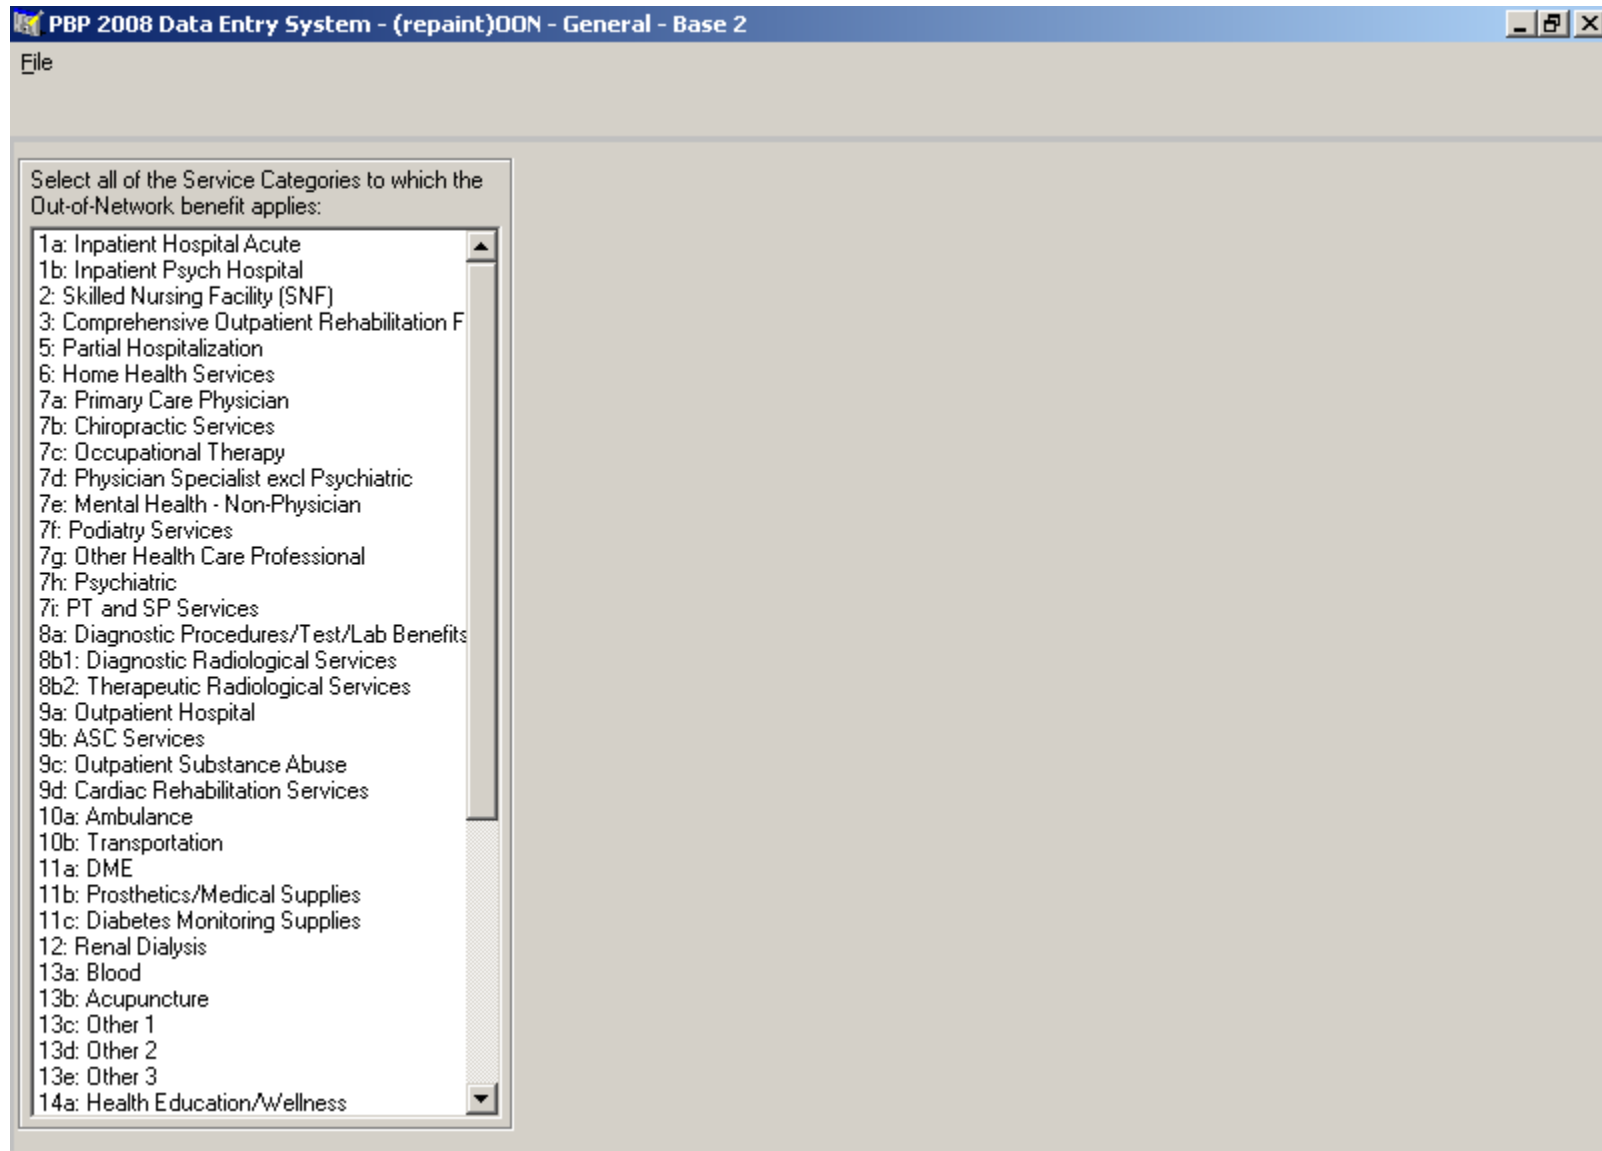 PBP 2008 Data Entry System - (repaint)OON - General - Base 2
File
Select all of the Service Categories to which the
Out-of-Network benefit applies:
1a: Inpatient Hospital Acute
1b: Inpatient Psych Hospital
2: Skilled Nursing Facility (SNF)
3: Comprehensive Outpatient Rehabilitation F
5: Partial Hospitalization
6: Home Health Services
7a: Primary Care Physician
7b: Chiropractic Services
7c: Occupational Therapy
7d: Physician Specialist excl Psychiatric
7e: Mental Health - Non-Physician
7f: Podiatry Services
7g: Other Health Care Professional
7h: Psychiatric
7i: PT and SP Services
8a: Diagnostic Procedures/Test/Lab Benefits
8b1: Diagnostic Radiological Services
8b2: Therapeutic Radiological Services
9a: Outpatient Hospital
9b: ASC Services
9c: Outpatient Substance Abuse
9d: Cardiac Rehabilitation Services
10a: Ambulance
10b: Transportation
11a: DME
11b: Prosthetics/Medical Supplies
11c: Diabetes Monitoring Supplies
12: Renal Dialysis
13a: Blood
13b: Acupuncture
13c: Other 1
13d: Other 2
13e: Other 3
14a: Health Education/Wellness